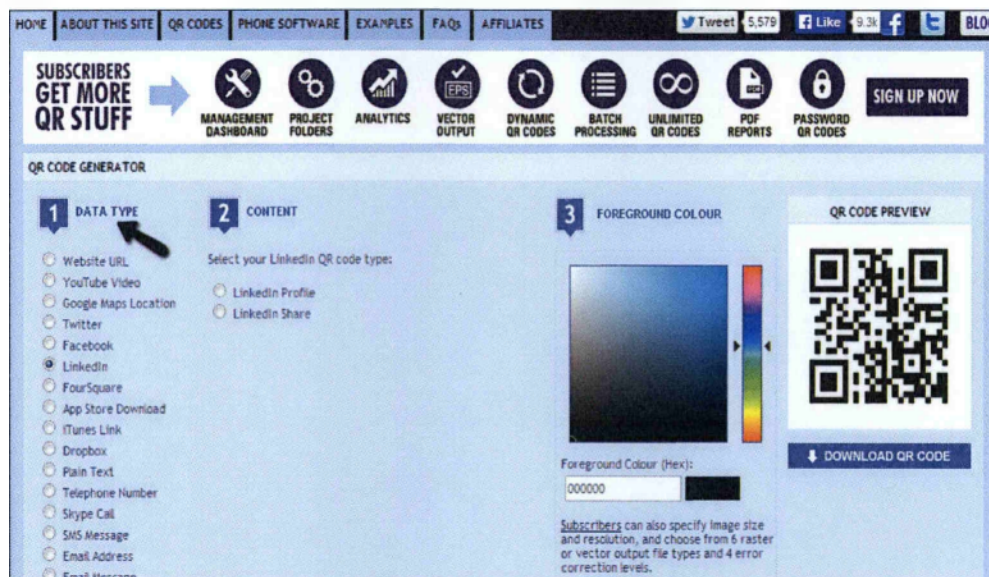 HOME ABOUT THIS SITE QR CODES PHONE SOFTWARE EXAMPLES FAQs AFFILIATES Tweet 5,579 Like 9.3k BLO
SUBSCRIBERS
GET MORE
QR STUFF
MANAGEMENT
DASHBOARD
PROJECT
FOLDERS
ANALYTICS
EPS
VECTOR
OUTPUT
DYNAMIC
QR CODES
BATCH
PROCESSING
UNLIMITED
QR CODES
PDF
REPORTS
PASSWORD
QR CODES
SIGN UP NOW
QR CODE GENERATOR
1 DATA TYPE
Website URL
YouTube Video
Google Maps Location
Twitter
Facebook
LinkedIn
FourSquare
App Store Download
iTunes Link
Dropbox
Plain Text
Telephone Number
Skype Call
SMS Message
Email Address
Email Message
2 CONTENT
Select your LinkedIn QR code type:
LinkedIn Profile
LinkedIn Share
3 FOREGROUND COLOUR
Foreground Colour (Hex):
000000
Subscribers can also specify image size
and resolution, and choose from 6 raster
or vector output file types and 4 error
correction levels.
QR CODE PREVIEW
DOWNLOAD QR CODE